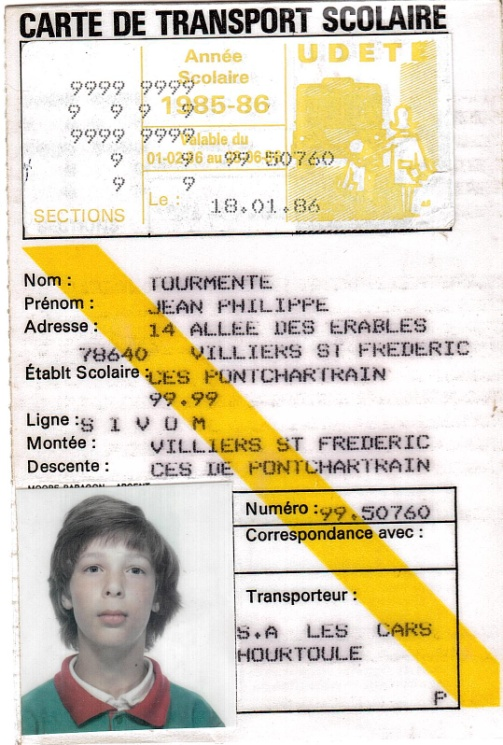 CARTE DE TRANSPORT SCOLAIRE
Année
Scolaire
1985-86
UDETE
9999 9999
9 9 9 9
9999 9999
9 9
9 9
Valable du
01-02-86 au
99 50760
SECTIONS
Le : 18.01.86
Nom : TOURMENTE
Prénom : JEAN PHILIPPE
Adresse : 14 ALLEE DES ERABLES
78640 VILLIERS ST FREDERIC
Établt Scolaire : CES PONTCHARTRAIN
99.99
Ligne : S I V O M
Montée : VILLIERS ST FREDERIC
Descente : CES DE PONTCHARTRAIN
Numéro : 99.50760
Correspondance avec :
Transporteur :
S.A LES CARS
HOURTOULE
P